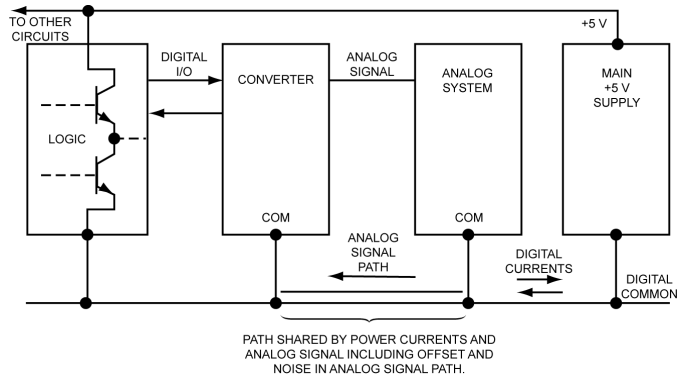 TO OTHER
CIRCUITS
+5 V
DIGITAL
I/O
CONVERTER
ANALOG
SIGNAL
ANALOG
SYSTEM
MAIN
+5 V
SUPPLY
LOGIC
COM
COM
ANALOG
SIGNAL
PATH
DIGITAL
CURRENTS
DIGITAL
COMMON
PATH SHARED BY POWER CURRENTS AND
ANALOG SIGNAL INCLUDING OFFSET AND
NOISE IN ANALOG SIGNAL PATH.